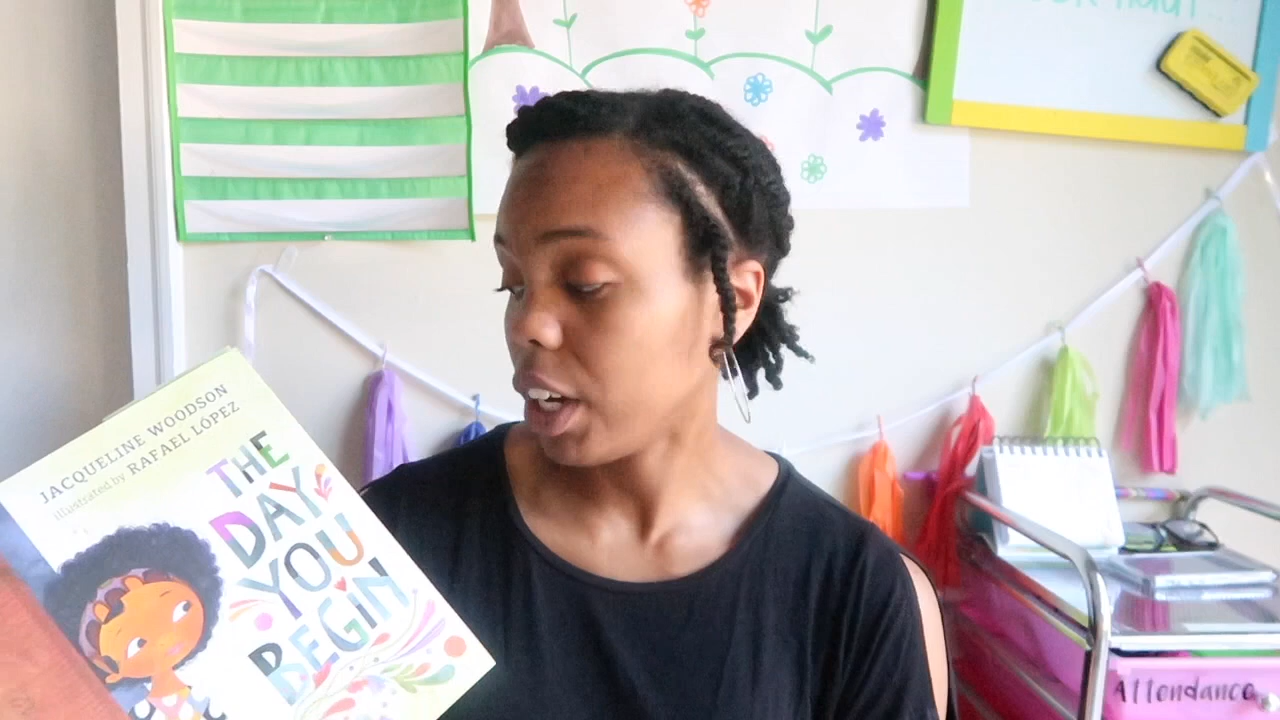 JACQUELINE WOODSON
Illustrated by RAFAEL LÓPEZ
THE
DAY
YOU
BEGIN
Attendance